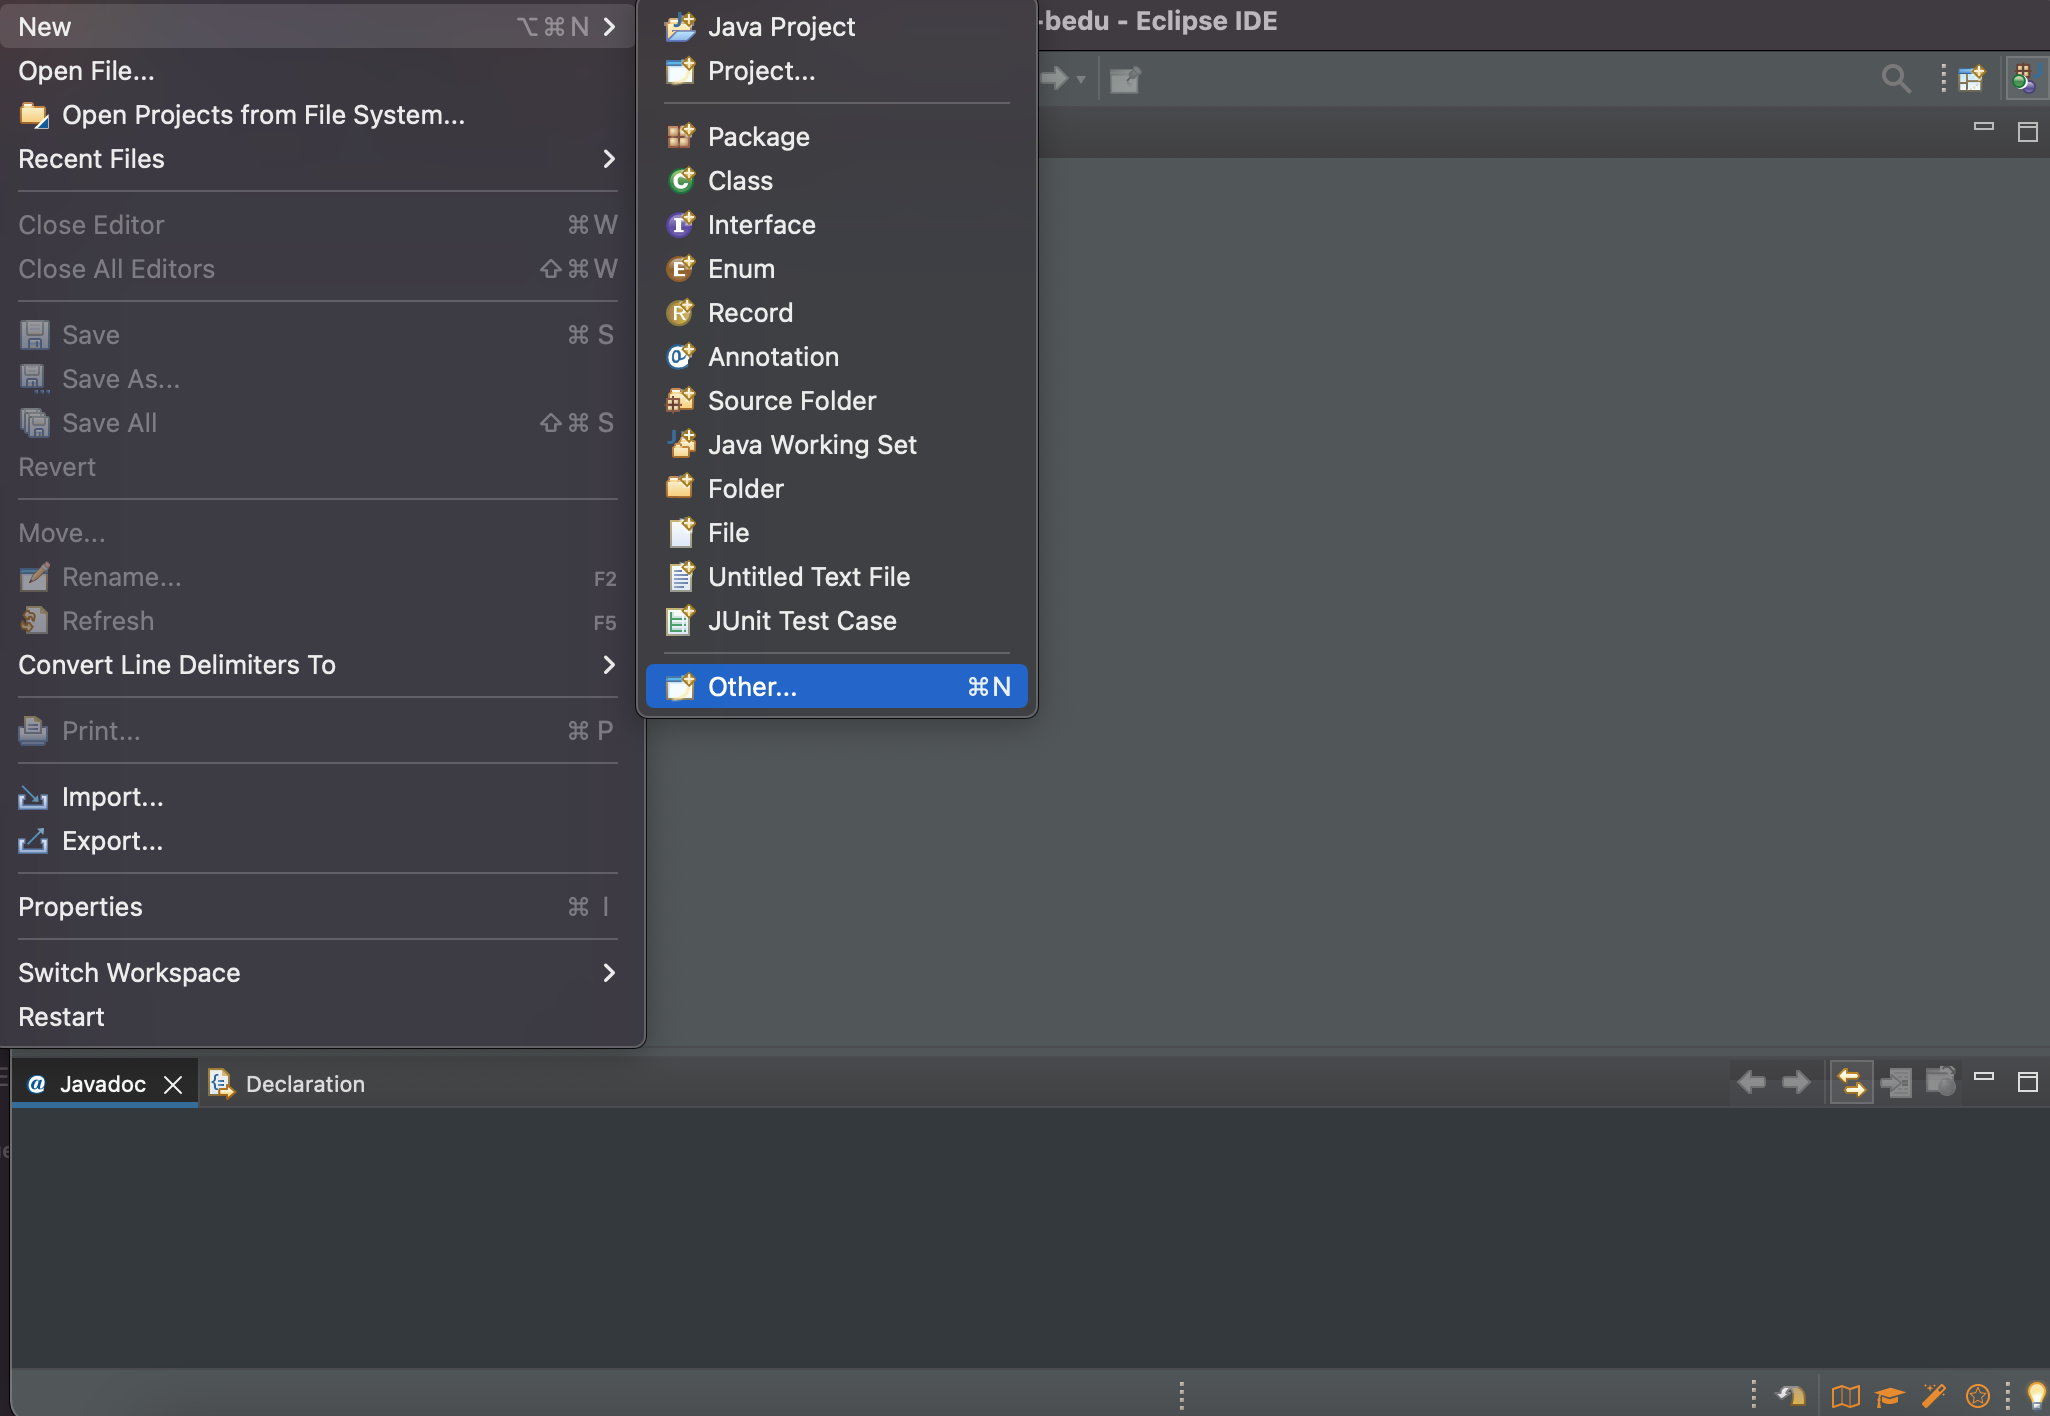 New ⌥⌘N
Open File...
Open Projects from File System...
Recent Files
Close Editor ⌘W
Close All Editors ⇧⌘W
Save ⌘S
Save As...
Save All ⇧⌘S
Revert
Move...
Rename... F2
Refresh F5
Convert Line Delimiters To
Print... ⌘P
Import...
Export...
Properties ⌘I
Switch Workspace
Restart
Java Project
Project...
Package
Class
Interface
Enum
Record
Annotation
Source Folder
Java Working Set
Folder
File
Untitled Text File
JUnit Test Case
Other... ⌘N
-bedu - Eclipse IDE
@ Javadoc
Declaration